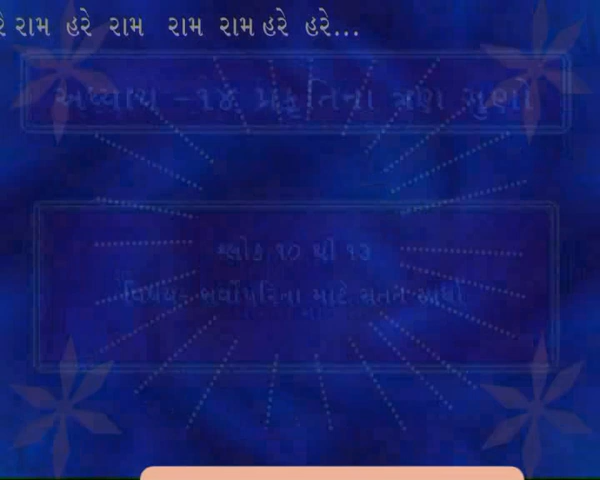 રે રામ હરે રામ રામ રામ હરે હરે...
અધ્યાય -૧૪ પ્રકૃતિના ત્રણ ગુણો
શ્લોક ૧૦ થી ૧૩
વિષય:- સર્વોપરિતા માટે સતત સ્પર્ધા